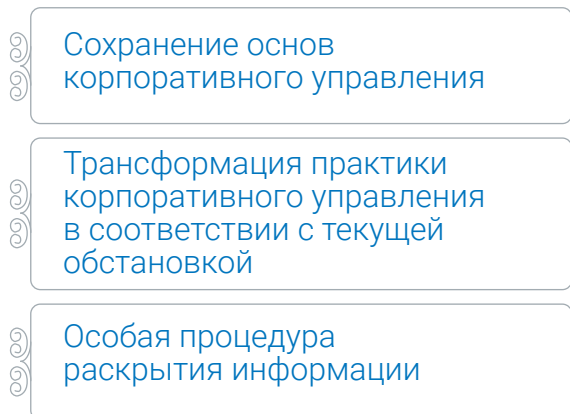 Сохранение основ
корпоративного управления
Трансформация практики
корпоративного управления
в соответствии с текущей
обстановкой
Особая процедура
раскрытия информации